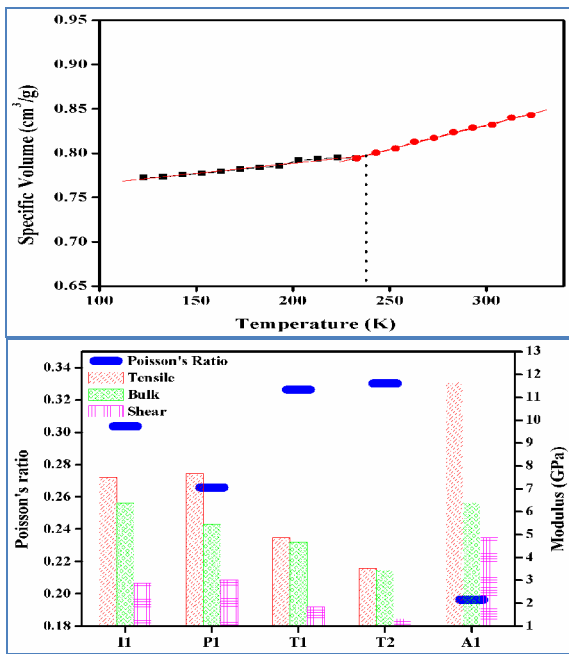 0.95
0.90
0.85
0.80
0.75
0.70
0.65
Specific Volume (cm³/g)
100 150 200 250 300
Temperature (K)
Poisson's Ratio
Tensile
Bulk
Shear
0.34
0.32
0.30
0.28
0.26
0.24
0.22
0.20
0.18
Poisson's ratio
13
12
11
10
9
8
7
6
5
4
3
2
1
Modulus (GPa)
I1 P1 T1 T2 A1